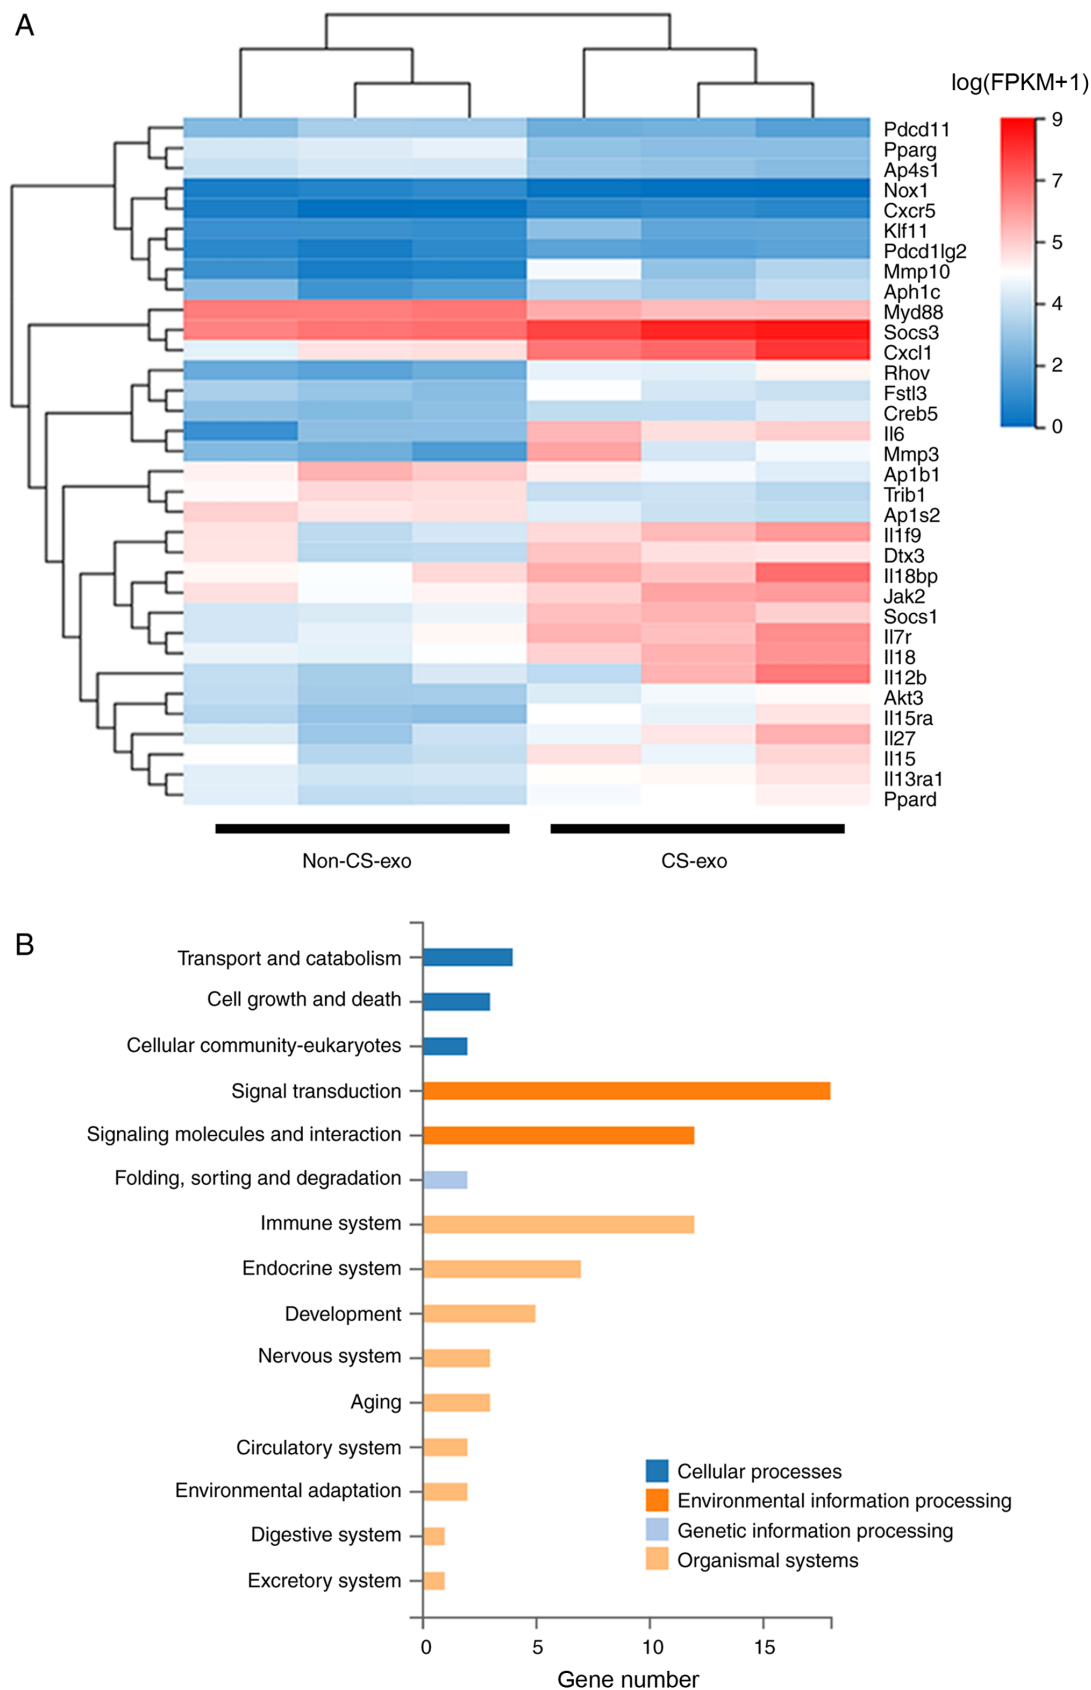 A
log(FPKM+1)
9
7
5
4
2
0
Pdcd11
Pparg
Ap4s1
Nox1
Cxcr5
Klf11
Pdcd1lg2
Mmp10
Aph1c
Myd88
Socs3
Cxcl1
Rhov
Fstl3
Creb5
Il6
Mmp3
Ap1b1
Trib1
Ap1s2
Il1f9
Dtx3
Il18bp
Jak2
Socs1
Il7r
Il18
Il12b
Akt3
Il15ra
Il27
Il15
Il13ra1
Ppard
Non-CS-exo
CS-exo
B
Transport and catabolism
Cell growth and death
Cellular community-eukaryotes
Signal transduction
Signaling molecules and interaction
Folding, sorting and degradation
Immune system
Endocrine system
Development
Nervous system
Aging
Circulatory system
Environmental adaptation
Digestive system
Excretory system
Cellular processes
Environmental information processing
Genetic information processing
Organismal systems
0 5 10 15
Gene number